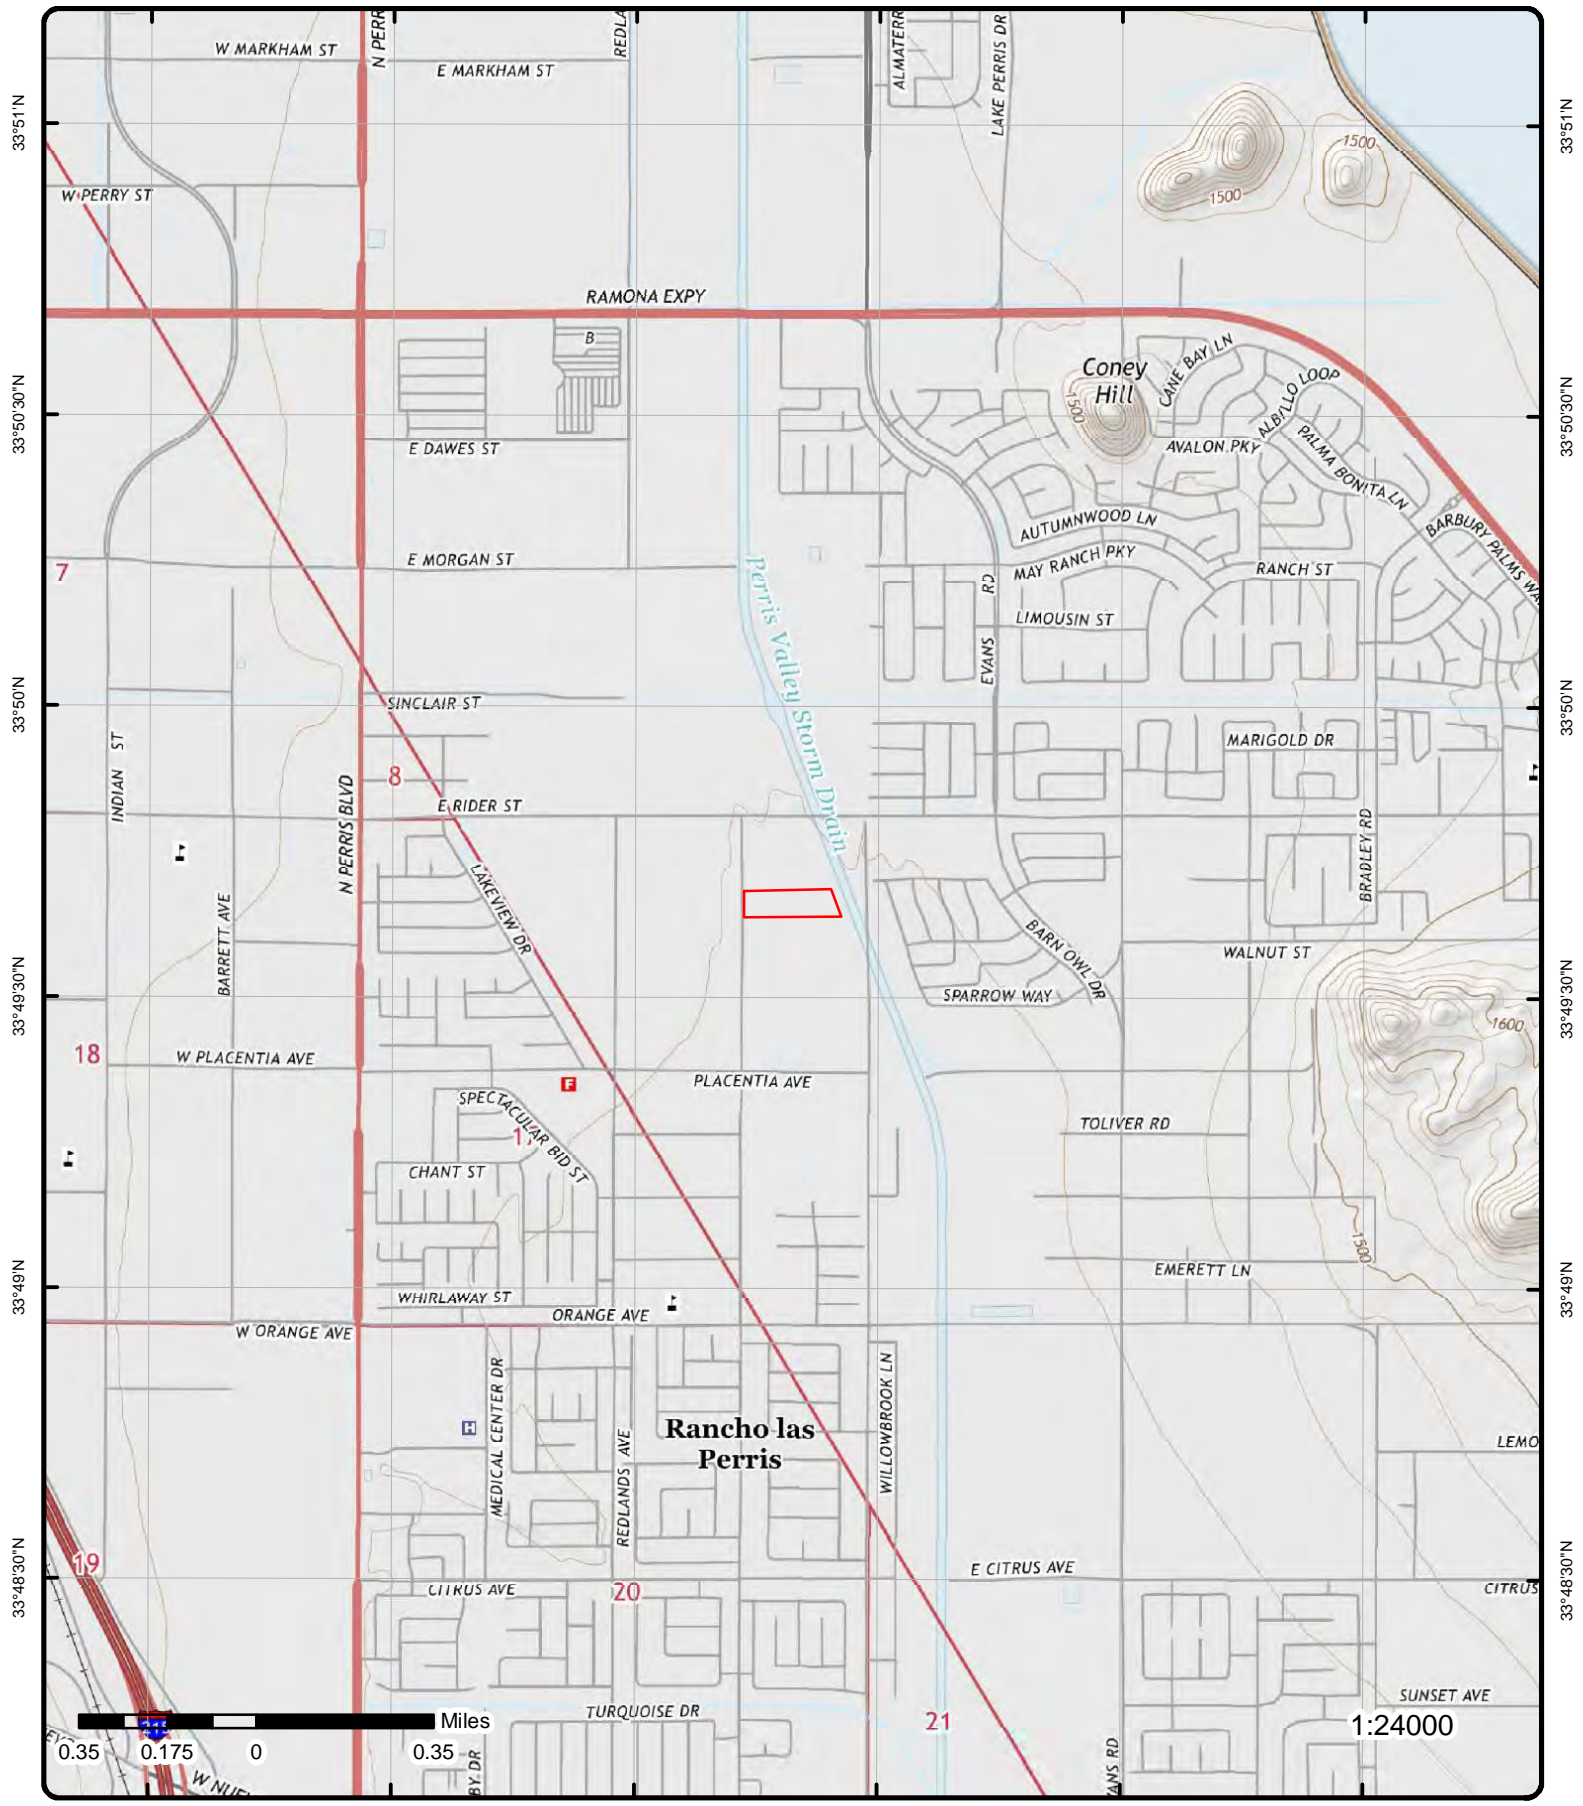 W MARKHAM ST
N PERR
REDLA
E MARKHAM ST
ALMATERR
LAKE PERRIS DR
33°51'N
33°51'N
1500
1500
W PERRY ST
RAMONA EXPY
B
Coney
Hill
1500
CANE BAY LN
ALBILLO LOOP
33°50'30"N
33°50'30"N
E DAWES ST
AVALON PKY
PALMA BONITA LN
BARBURY PALMS WA
AUTUMNWOOD LN
E MORGAN ST
MAY RANCH PKY
RANCH ST
7
Perris Valley Storm Drain
EVANS RD
LIMOUSIN ST
33°50'N
33°50'N
SINCLAIR ST
INDIAN ST
MARIGOLD DR
8
N PERRIS BLVD
E RIDER ST
BRADLEY RD
LAKEVIEW DR
BARRETT AVE
BARN OWL DR
WALNUT ST
33°49'30"N
33°49'30"N
SPARROW WAY
1600
18
W PLACENTIA AVE
F
PLACENTIA AVE
SPECTACULAR BID ST
TOLIVER RD
CHANT ST
1500
EMERETT LN
33°49'N
33°49'N
WHIRLAWAY ST
ORANGE AVE
W ORANGE AVE
MEDICAL CENTER DR
WILLOWBROOK LN
H
Rancho las
Perris
REDLANDS AVE
LEMO
33°48'30"N
33°48'30"N
19
E CITRUS AVE
CITRUS AVE
20
CITRUS
SUNSET AVE
TURQUOISE DR
21
215
Miles
1:24000
0.35
0.175
0
0.35
W NUEV
BY DR
VANS RD